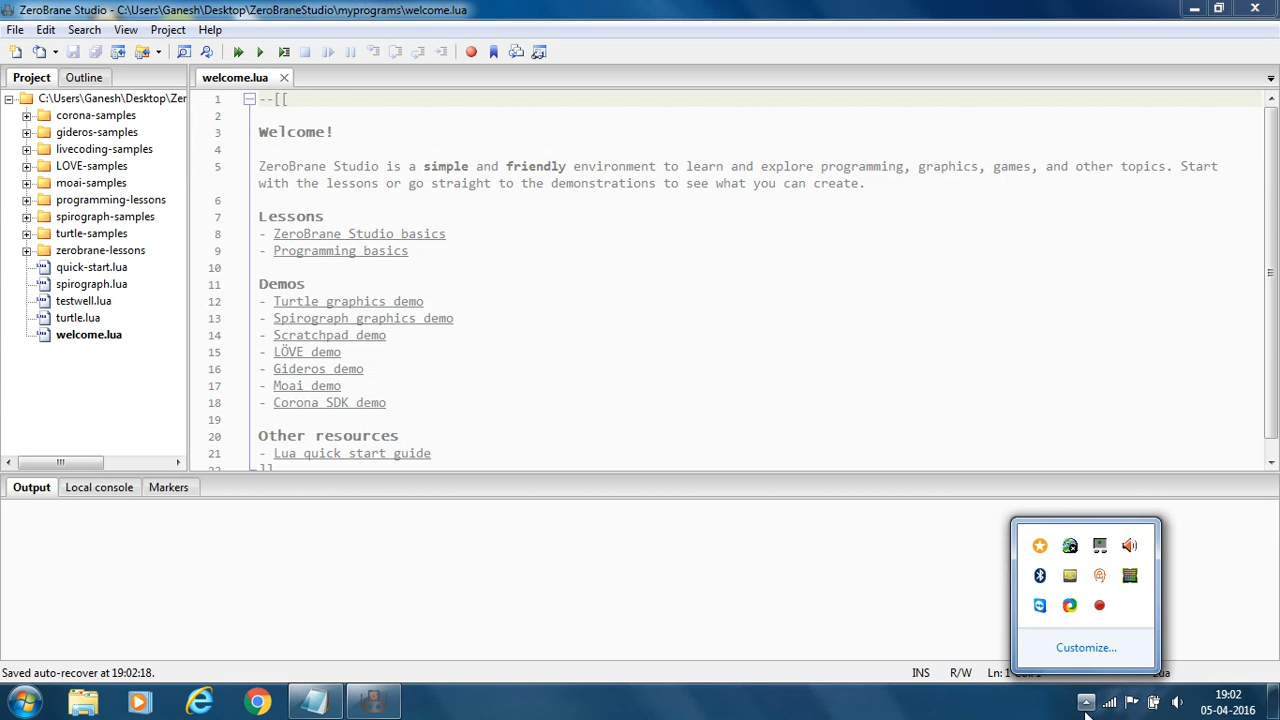 ZeroBrane Studio - C:\Users\Ganesh\Desktop\ZeroBraneStudio\myprograms\welcome.lua
File Edit Search View Project Help
Project Outline
welcome.lua
C:\Users\Ganesh\Desktop\Zer
corona-samples
gideros-samples
livecoding-samples
LOVE-samples
moai-samples
programming-lessons
spirograph-samples
turtle-samples
zerobrane-lessons
quick-start.lua
spirograph.lua
testwell.lua
turtle.lua
welcome.lua
1 --[[
2
3 Welcome!
4
5 ZeroBrane Studio is a simple and friendly environment to learn and explore programming, graphics, games, and other topics. Start
with the lessons or go straight to the demonstrations to see what you can create.
6
7 Lessons
8 - ZeroBrane Studio basics
9 - Programming basics
10
11 Demos
12 - Turtle graphics demo
13 - Spirograph graphics demo
14 - Scratchpad demo
15 - LÖVE demo
16 - Gideros demo
17 - Moai demo
18 - Corona SDK demo
19
20 Other resources
21 - Lua quick start guide
22 ]]
Output Local console Markers
Customize...
Saved auto-recover at 19:02:18.
INS R/W Ln: 1 Lua
19:02
05-04-2016